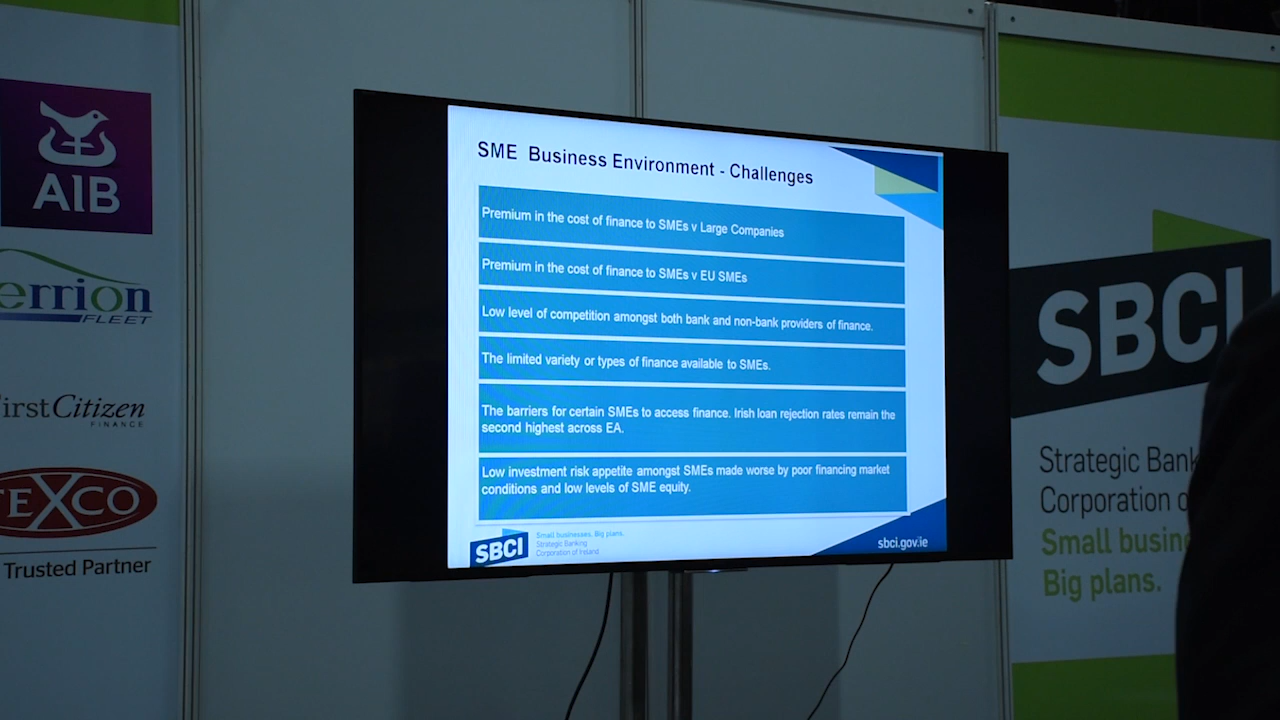 AIB
errion
FLEET
irstCitizen
FINANCE
TEXCO
Trusted Partner
SME Business Environment - Challenges
Premium in the cost of finance to SMEs v Large Companies
Premium in the cost of finance to SMEs v EU SMEs
Low level of competition amongst both bank and non-bank providers of finance.
The limited variety or types of finance available to SMEs.
The barriers for certain SMEs to access finance. Irish loan rejection rates remain the
second highest across EA.
Low investment risk appetite amongst SMEs made worse by poor financing market
conditions and low levels of SME equity.
SBCI
Small businesses. Big plans.
Strategic Banking
Corporation of Ireland
sbci.gov.ie
SBCI
Strategic Bank
Corporation o
Small busin
Big plans.